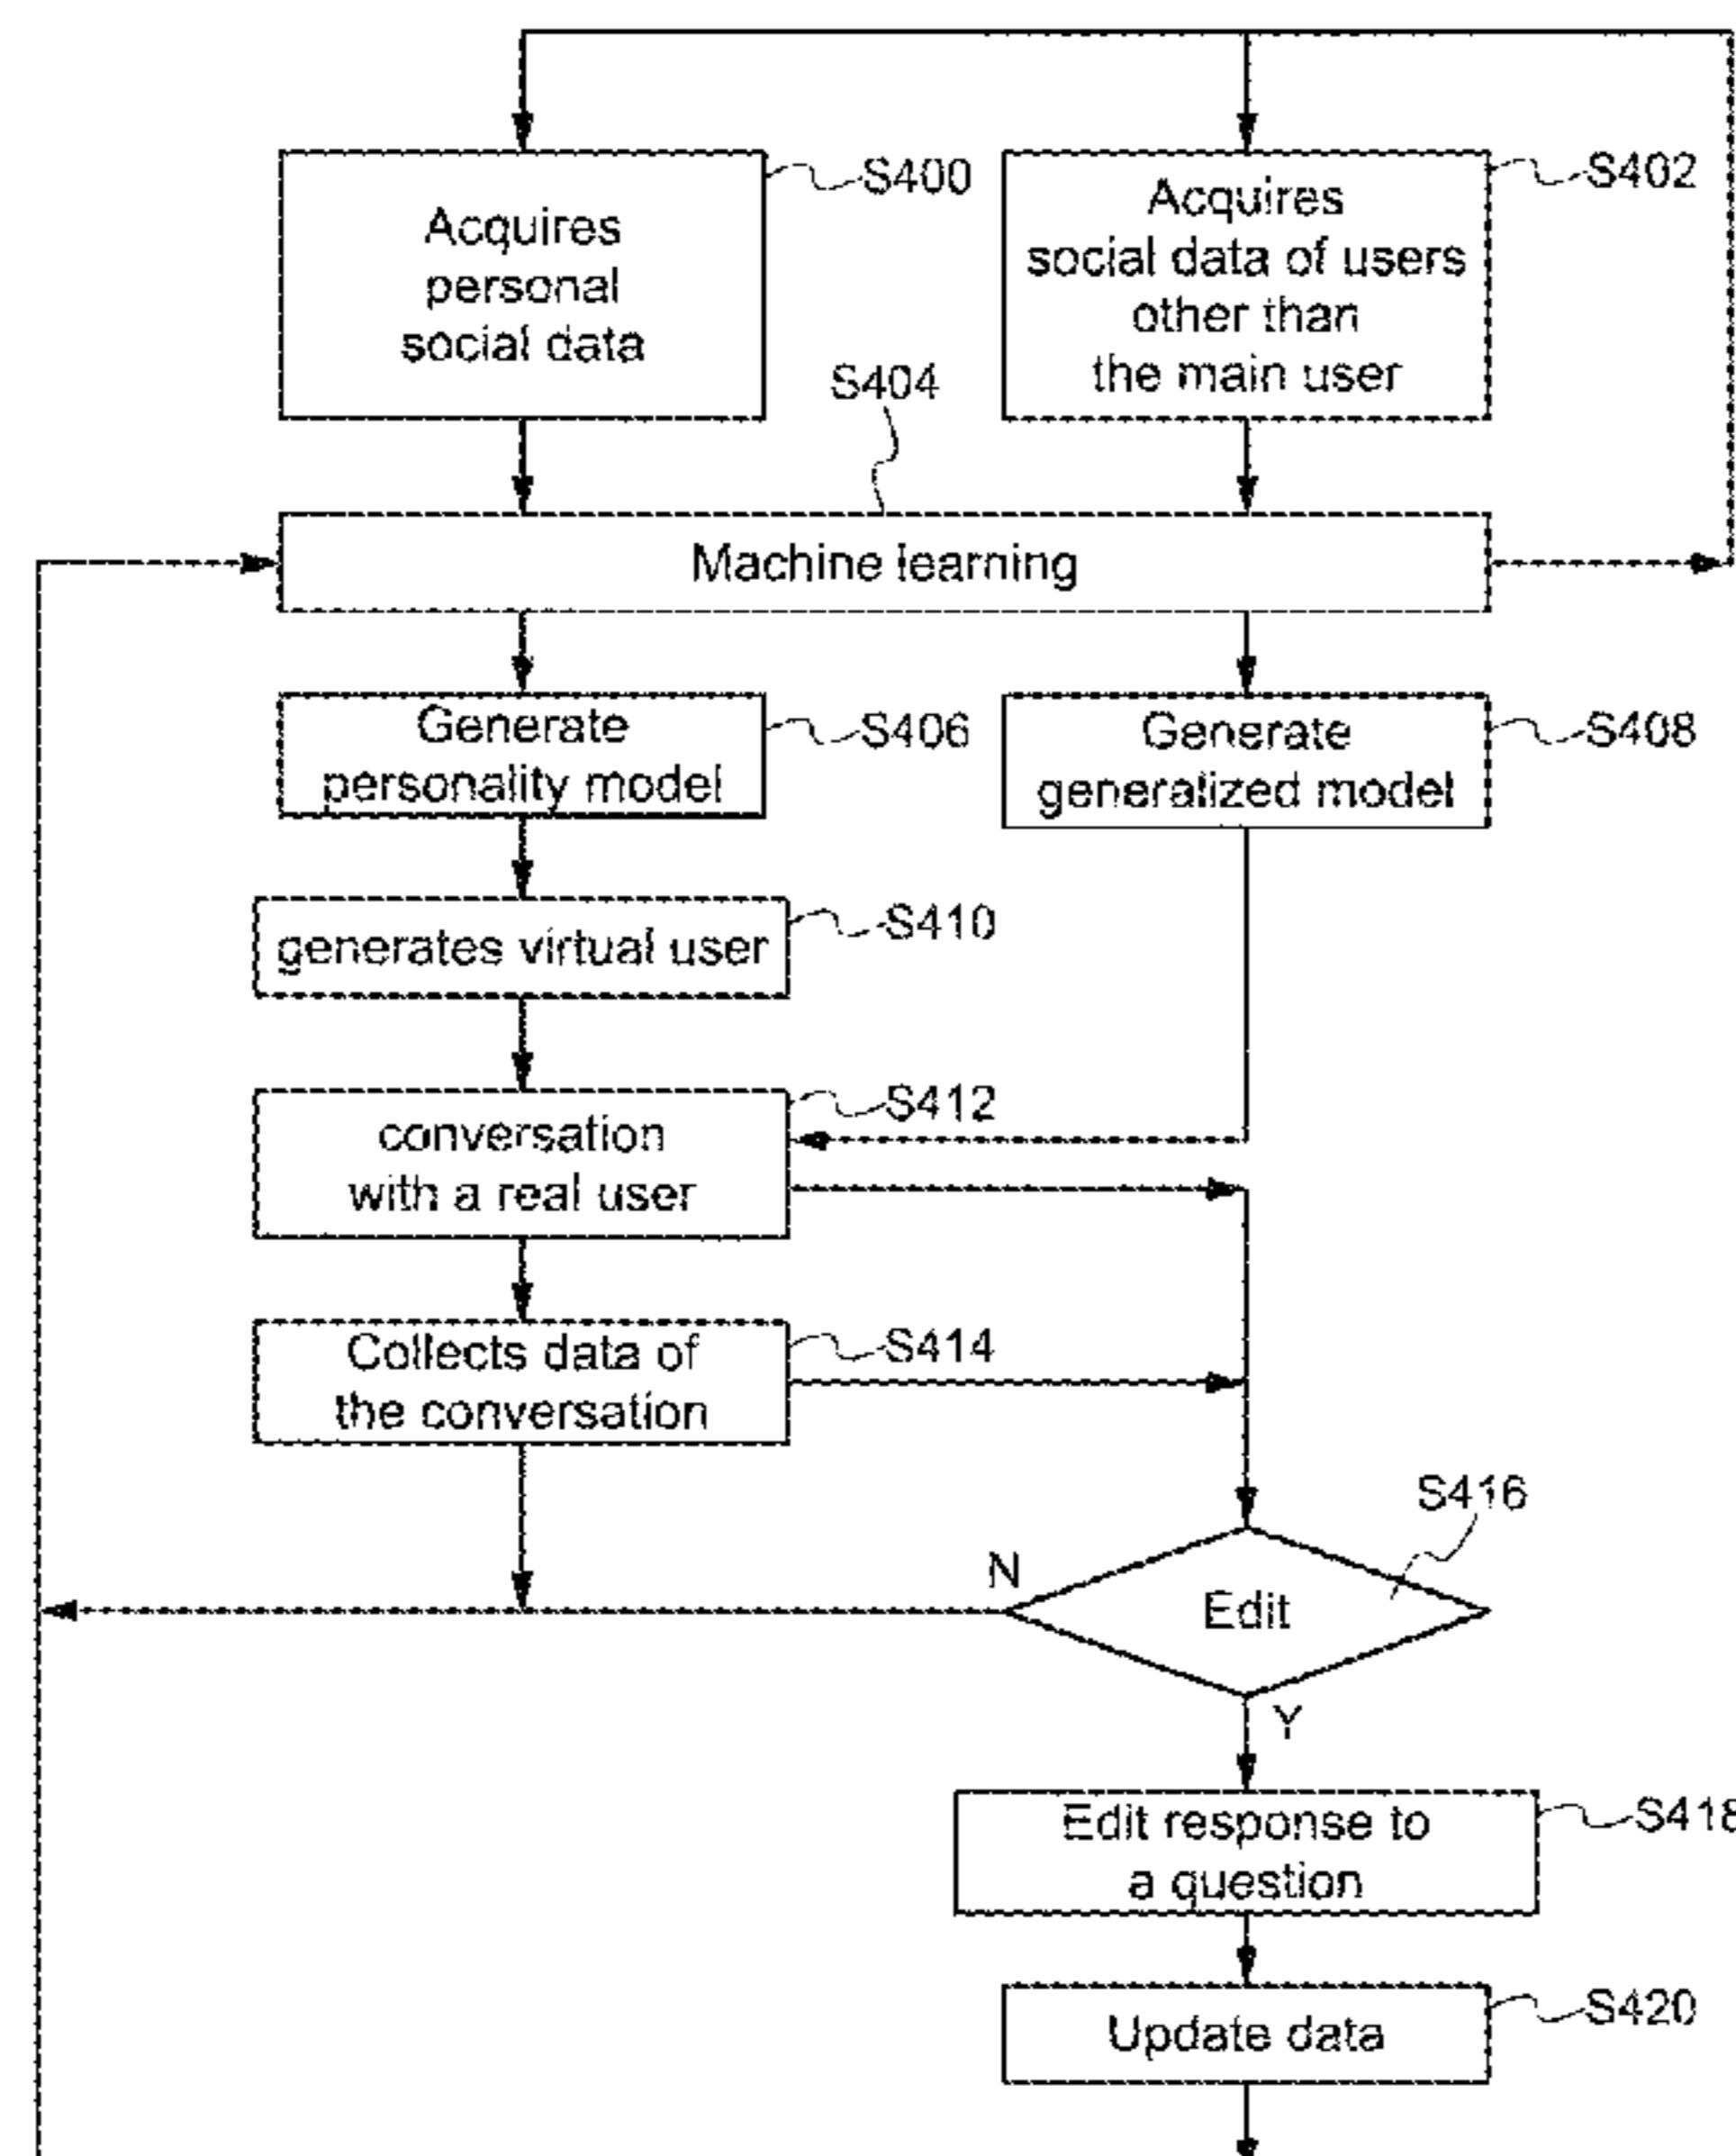 Acquires
personal
social data
S400
Acquires
social data of users
other than
the main user
S402
S404
Machine learning
Generate
personality model
S406
Generate
generalized model
S408
generates virtual user
S410
conversation
with a real user
S412
Collects data of
the conversation
S414
S416
N
Edit
Y
Edit response to
a question
S418
Update data
S420